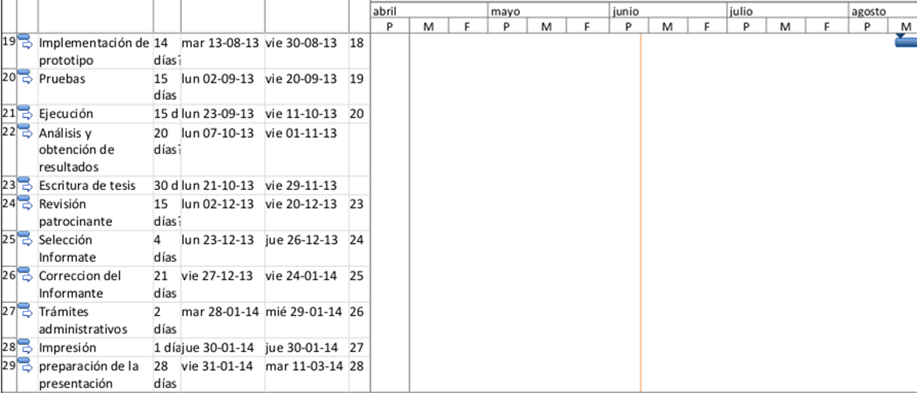 abril mayo junio julio agosto
P M F P M F P M F P M F P M
19 Implementación de 14 mar 13-08-13 vie 30-08-13 18
prototipo días?
20 Pruebas 15 lun 02-09-13 vie 20-09-13 19
días
21 Ejecución 15 d lun 23-09-13 vie 11-10-13 20
22 Análisis y 20 lun 07-10-13 vie 01-11-13
obtención de días?
resultados
23 Escritura de tesis 30 d lun 21-10-13 vie 29-11-13
24 Revisión 15 lun 02-12-13 vie 20-12-13 23
patrocinante días?
25 Selección 4 lun 23-12-13 jue 26-12-13 24
Informate días
26 Correccion del 21 vie 27-12-13 vie 24-01-14 25
Informante días
27 Trámites 2 mar 28-01-14 mié 29-01-14 26
administrativos días
28 Impresión 1 día jue 30-01-14 jue 30-01-14 27
29 preparación de la 28 vie 31-01-14 mar 11-03-14 28
presentación días